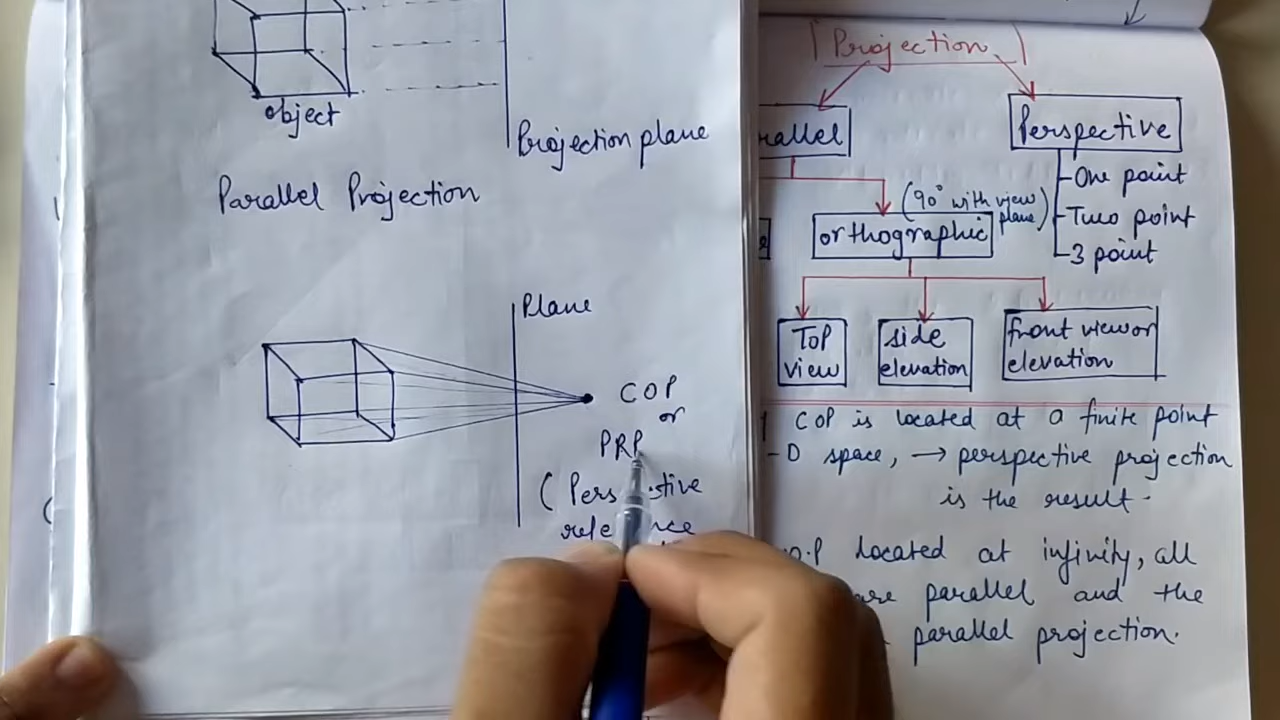 object
Projection plane
Parallel Projection
Plane
COP
or
PRP
Projection
Perspective
One point
Two point
3 point
(90° with view
plane)
orthographic
Top
view
side
elevation
front view or
elevation
COP is located at a finite point
-D space, → perspective projection
is the result.
located at infinity, all
are parallel and the
parallel projection.